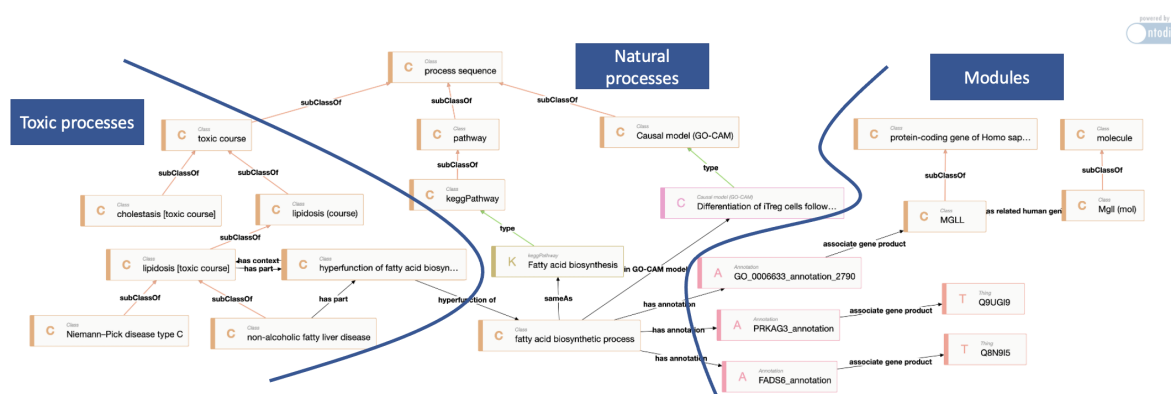 powered by
Natural
processes
Modules
Toxic processes
Class
C process sequence
subClassOf
subClassOf
subClassOf
Class
C toxic course
Class
C pathway
Class
C Causal model (GO-CAM)
Class
C protein-coding gene of Homo sap...
Class
C molecule
subClassOf
subClassOf
subClassOf
type
subClassOf
subClassOf
Class
C cholestasis [toxic course]
Class
C lipidosis (course)
Class
C keggPathway
Causal model (GO-CAM)
C Differentiation of iTreg cells follow...
Class
C MGLL
as related human gen
Class
C Mgll (mol)
subClassOf
type
associate gene product
Class
C lipidosis [toxic course]
has context
has part
Class
C hyperfunction of fatty acid biosyn...
keggPathway
K Fatty acid biosynthesis
in GO-CAM model
Annotation
A GO_0006633_annotation_2790
subClassOf
subClassOf
has part
hyperfunction of
sameAs
has annotation
Class
C Niemann–Pick disease type C
Class
C non-alcoholic fatty liver disease
Class
C fatty acid biosynthetic process
has annotation
Annotation
A PRKAG3_annotation
associate gene product
Thing
T Q9UGI9
has annotation
Annotation
A FADS6_annotation
associate gene product
Thing
T Q8N9I5